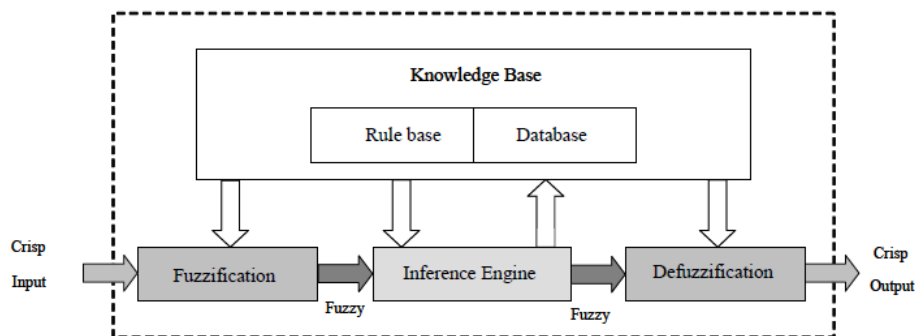 Knowledge Base
Rule base
Database
Crisp
Input
Fuzzification
Fuzzy
Inference Engine
Fuzzy
Defuzzification
Crisp
Output